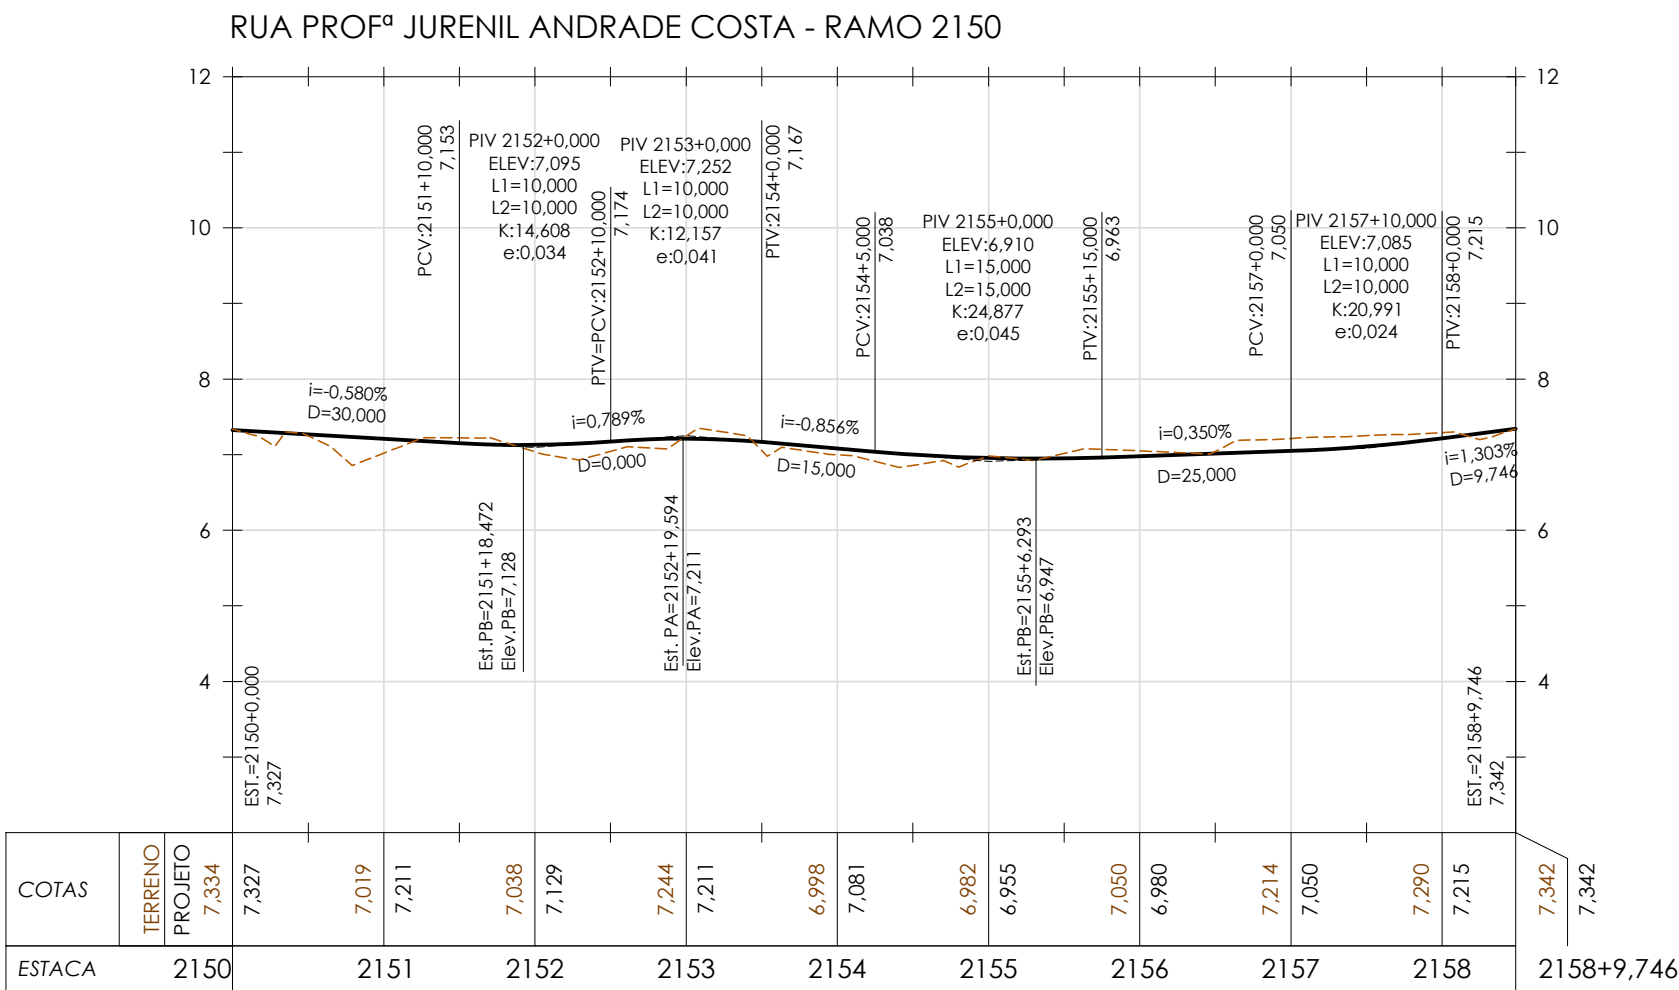 RUA PROFª JURENIL ANDRADE COSTA - RAMO 2150
12
10
8
6
4
12
10
8
6
4
PCV:2151+10,000
7,153
PIV 2152+0,000
ELEV:7,095
L1=10,000
L2=10,000
K:14,608
e:0,034
PTV=PCV:2152+10,000
7,174
PIV 2153+0,000
ELEV:7,252
L1=10,000
L2=10,000
K:12,157
e:0,041
PTV:2154+0,000
7,167
PCV:2154+5,000
7,038
PIV 2155+0,000
ELEV:6,910
L1=15,000
L2=15,000
K:24,877
e:0,045
PTV:2155+15,000
6,963
PCV:2157+0,000
7,050
PIV 2157+10,000
ELEV:7,085
L1=10,000
L2=10,000
K:20,991
e:0,024
PTV:2158+0,000
7,215
i=-0,580%
D=30,000
i=0,789%
D=0,000
i=-0,856%
D=15,000
i=0,350%
D=25,000
i=1,303%
D=9,746
Est.PB=2151+18,472
Elev.PB=7,128
Est. PA=2152+19,594
Elev.PA=7,211
Est.PB=2155+6,293
Elev.PB=6,947
EST.=2150+0,000
7,327
EST.=2158+9,746
7,342
COTAS
TERRENO
PROJETO
7,334
7,327
7,019
7,211
7,038
7,129
7,244
7,211
6,998
7,081
6,982
6,955
7,050
6,980
7,214
7,050
7,290
7,215
7,342
7,342
ESTACA
2150
2151
2152
2153
2154
2155
2156
2157
2158
2158+9,746